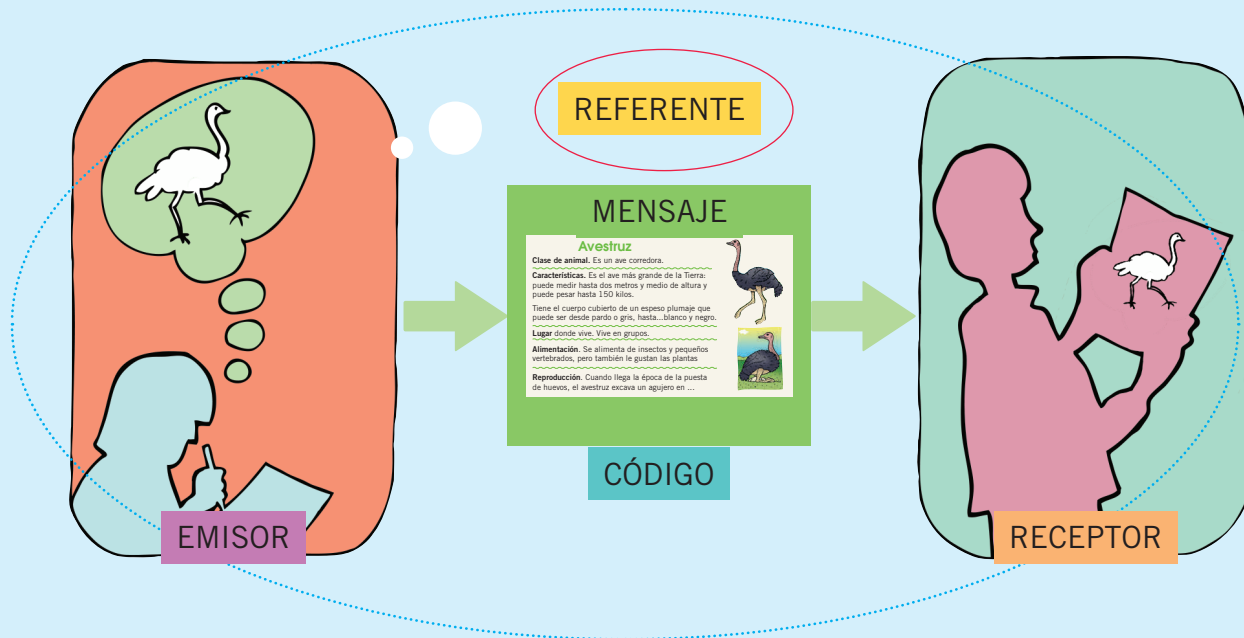 REFERENTE
MENSAJE
Avestruz
Clase de animal. Es un ave corredora.
Características. Es el ave más grande de la Tierra:
puede medir hasta dos metros y medio de altura y
puede pesar hasta 150 kilos.
Tiene el cuerpo cubierto de un espeso plumaje que
puede ser desde pardo o gris, hasta...blanco y negro.
Lugar donde vive. Vive en grupos.
Alimentación. Se alimenta de insectos y pequeños
vertebrados, pero también le gustan las plantas
Reproducción. Cuando llega la época de la puesta
de huevos, el avestruz excava un agujero en ...
CÓDIGO
EMISOR
RECEPTOR